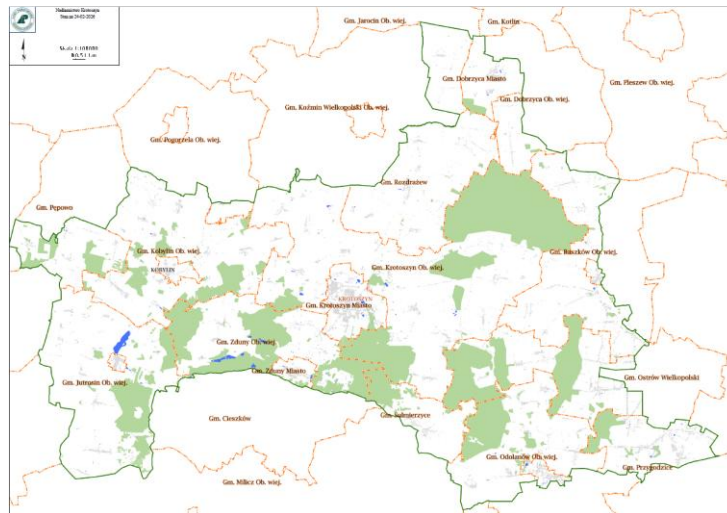 Nadleśnictwo Krotoszyn
Gm. Jarocin Ob. wiej.
Gm. Kotlin
Gm. Dobrzyca Miasto
Gm. Pleszew Ob. wiej.
Gm. Dobrzyca Ob. wiej.
Gm. Koźmin Wielkopolski Ob. wiej.
Gm. Pogorzela Ob. wiej.
Gm. Rozdrażew
Gm. Pępowo
Gm. Kobylin Ob. wiej.
Gm. Raszków Ob. wiej.
KOBYLIN
Gm. Krotoszyn Ob. wiej.
KROTOSZYN
Gm. Krotoszyn Miasto
Gm. Zduny Ob. wiej.
Gm. Zduny Miasto
Gm. Jutrosin Ob. wiej.
Gm. Ostrów Wielkopolski
Gm. Cieszków
Gm. Sulmierzyce
Gm. Odolanów Ob. wiej.
Gm. Przygodzice
Gm. Milicz Ob. wiej.